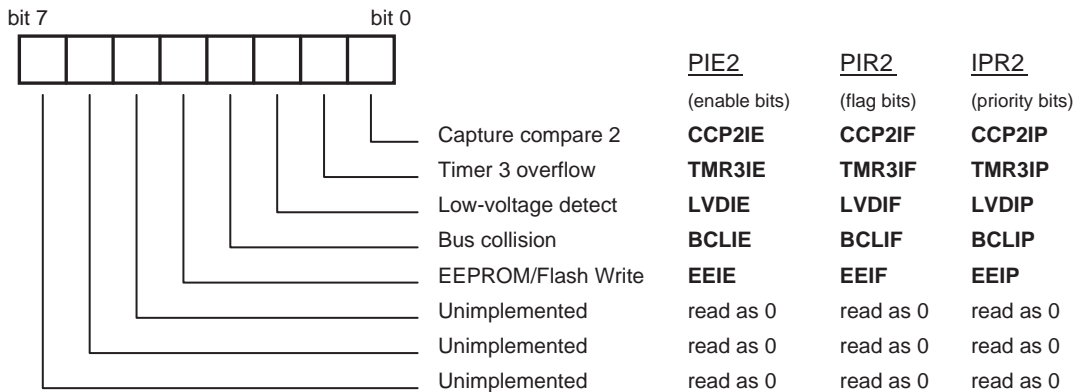 bit 7 bit 0
PIE2 PIR2 IPR2
(enable bits) (flag bits) (priority bits)
Capture compare 2 CCP2IE CCP2IF CCP2IP
Timer 3 overflow TMR3IE TMR3IF TMR3IP
Low-voltage detect LVDIE LVDIF LVDIP
Bus collision BCLIE BCLIF BCLIP
EEPROM/Flash Write EEIE EEIF EEIP
Unimplemented read as 0 read as 0 read as 0
Unimplemented read as 0 read as 0 read as 0
Unimplemented read as 0 read as 0 read as 0